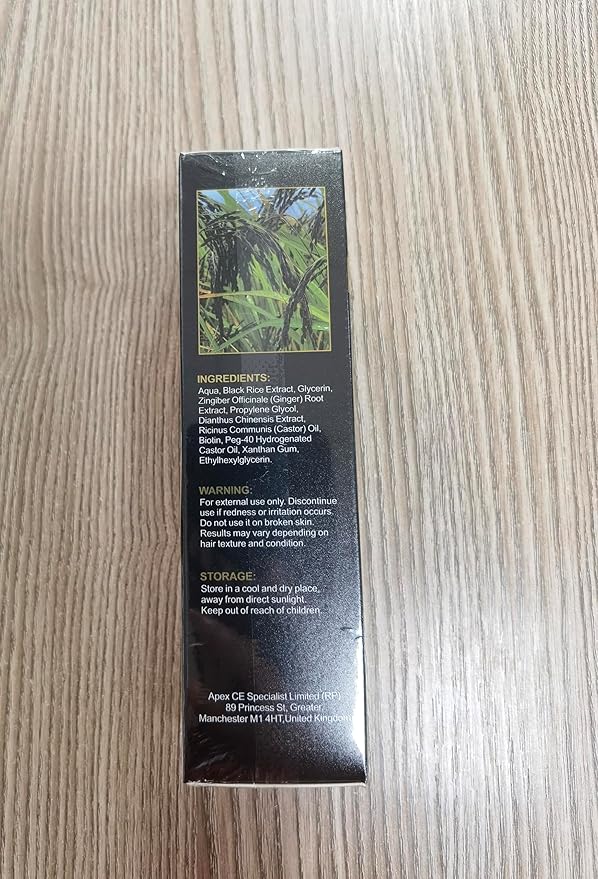 INGREDIENTS:
Aqua, Black Rice Extract, Glycerin,
Zingiber Officinale (Ginger) Root
Extract, Propylene Glycol,
Dianthus Chinensis Extract,
Ricinus Communis (Castor) Oil,
Biotin, Peg-40 Hydrogenated
Castor Oil, Xanthan Gum,
Ethylhexylglycerin.
WARNING:
For external use only. Discontinue
use if redness or irritation occurs.
Do not use it on broken skin.
Results may vary depending on
hair texture and condition.
STORAGE:
Store in a cool and dry place,
away from direct sunlight.
Keep out of reach of children.
Apex CE Specialist Limited (RP)
89 Princess St, Greater
Manchester M1 4HT,United Kingdom